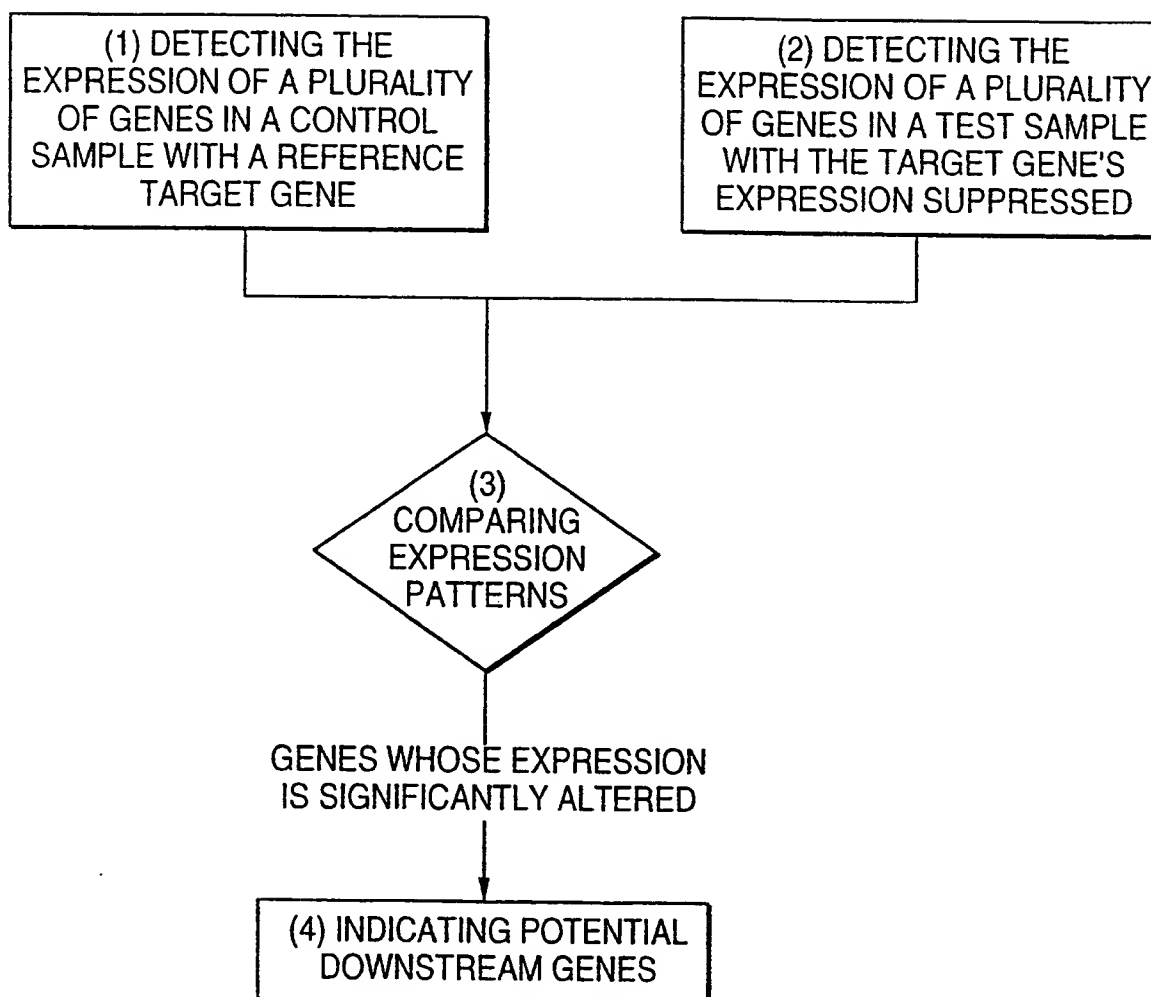 (1) DETECTING THE
EXPRESSION OF A PLURALITY
OF GENES IN A CONTROL
SAMPLE WITH A REFERENCE
TARGET GENE
(2) DETECTING THE
EXPRESSION OF A PLURALITY
OF GENES IN A TEST SAMPLE
WITH THE TARGET GENE'S
EXPRESSION SUPPRESSED
(3)
COMPARING
EXPRESSION
PATTERNS
GENES WHOSE EXPRESSION
IS SIGNIFICANTLY ALTERED
(4) INDICATING POTENTIAL
DOWNSTREAM GENES